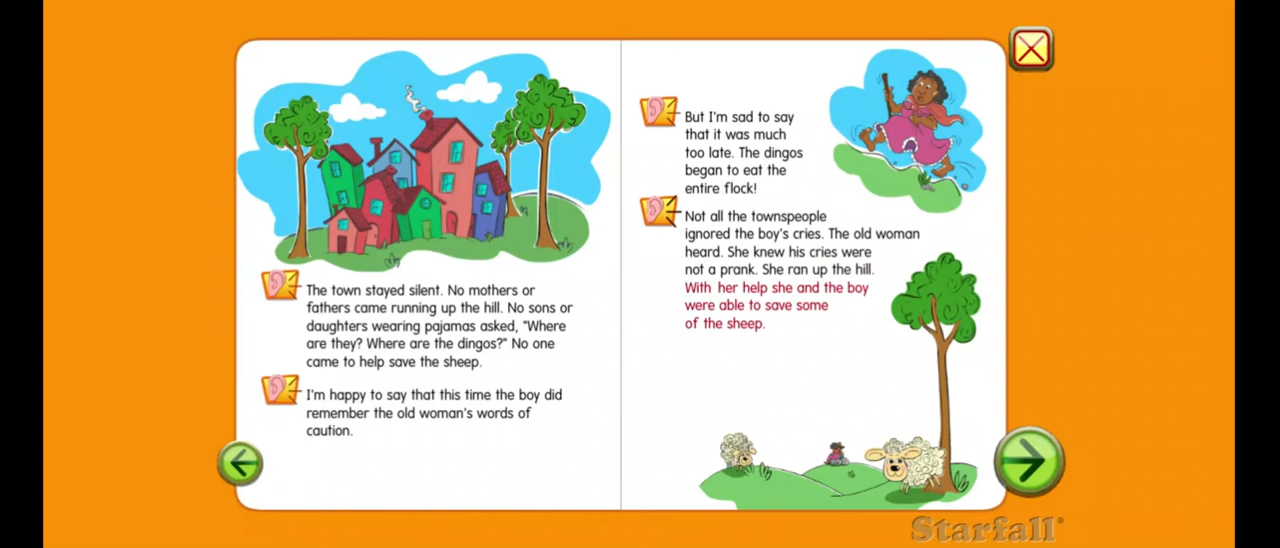 The town stayed silent. No mothers or
fathers came running up the hill. No sons or
daughters wearing pajamas asked, "Where
are they? Where are the dingos?" No one
came to help save the sheep.
I'm happy to say that this time the boy did
remember the old woman's words of
caution.
But I'm sad to say
that it was much
too late. The dingos
began to eat the
entire flock!
Not all the townspeople
ignored the boy's cries. The old woman
heard. She knew his cries were
not a prank. She ran up the hill.
With her help she and the boy
were able to save some
of the sheep.
Starfall